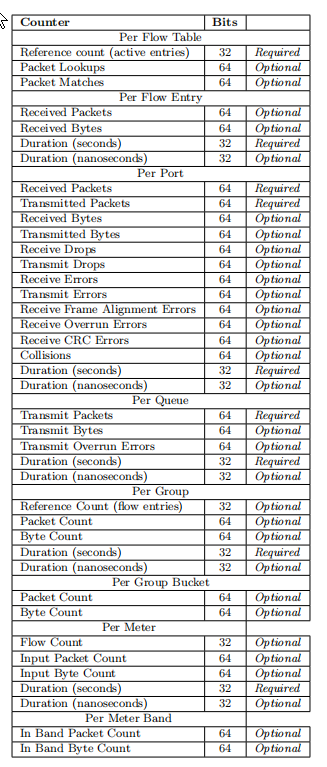 Counter Bits
Per Flow Table
Reference count (active entries) 32 Required
Packet Lookups 64 Optional
Packet Matches 64 Optional
Per Flow Entry
Received Packets 64 Optional
Received Bytes 64 Optional
Duration (seconds) 32 Required
Duration (nanoseconds) 32 Optional
Per Port
Received Packets 64 Required
Transmitted Packets 64 Required
Received Bytes 64 Optional
Transmitted Bytes 64 Optional
Receive Drops 64 Optional
Transmit Drops 64 Optional
Receive Errors 64 Optional
Transmit Errors 64 Optional
Receive Frame Alignment Errors 64 Optional
Receive Overrun Errors 64 Optional
Receive CRC Errors 64 Optional
Collisions 64 Optional
Duration (seconds) 32 Required
Duration (nanoseconds) 32 Optional
Per Queue
Transmit Packets 64 Required
Transmit Bytes 64 Optional
Transmit Overrun Errors 64 Optional
Duration (seconds) 32 Required
Duration (nanoseconds) 32 Optional
Per Group
Reference Count (flow entries) 32 Optional
Packet Count 64 Optional
Byte Count 64 Optional
Duration (seconds) 32 Required
Duration (nanoseconds) 32 Optional
Per Group Bucket
Packet Count 64 Optional
Byte Count 64 Optional
Per Meter
Flow Count 32 Optional
Input Packet Count 64 Optional
Input Byte Count 64 Optional
Duration (seconds) 32 Required
Duration (nanoseconds) 32 Optional
Per Meter Band
In Band Packet Count 64 Optional
In Band Byte Count 64 Optional